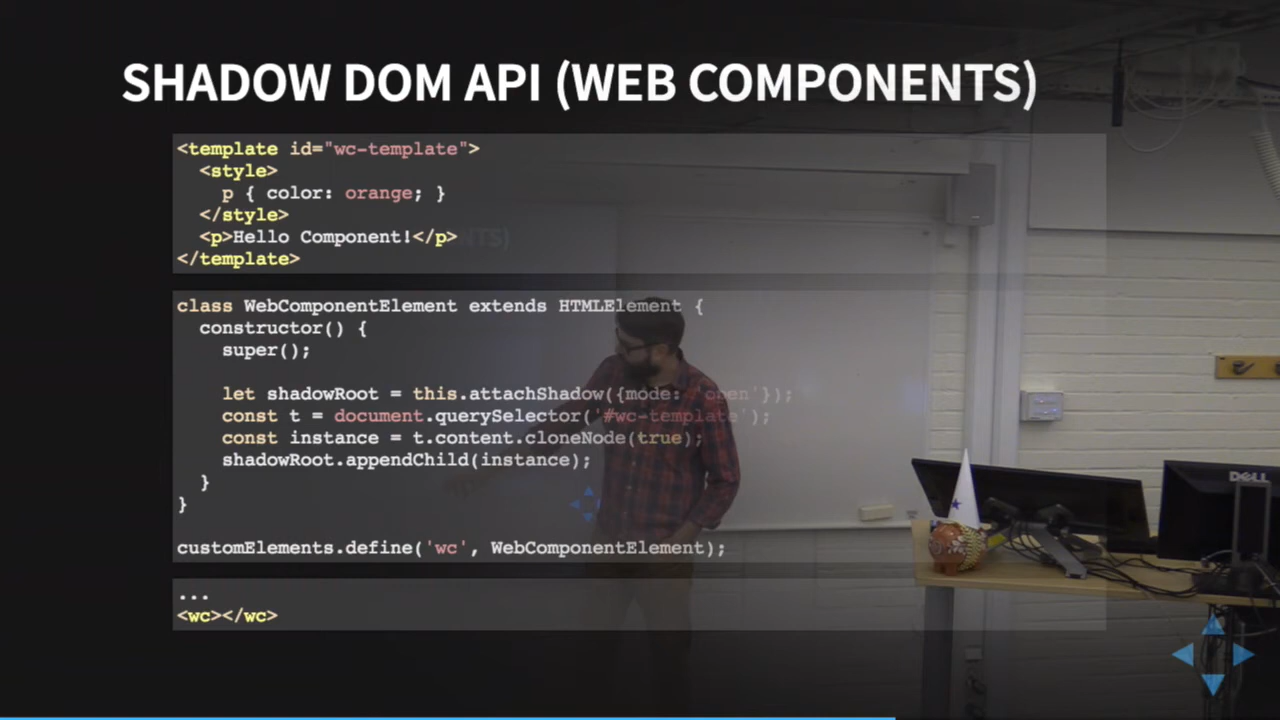 SHADOW DOM API (WEB COMPONENTS)
<template id="wc-template">
  <style>
    p { color: orange; }
  </style>
  <p>Hello Component!</p>
</template>
class WebComponentElement extends HTMLElement {
  constructor() {
    super();
    let shadowRoot = this.attachShadow({mode: 'open'});
    const t = document.querySelector('#wc-template');
    const instance = t.content.cloneNode(true);
    shadowRoot.appendChild(instance);
  }
}
customElements.define('wc', WebComponentElement);
...
<wc></wc>
DELL